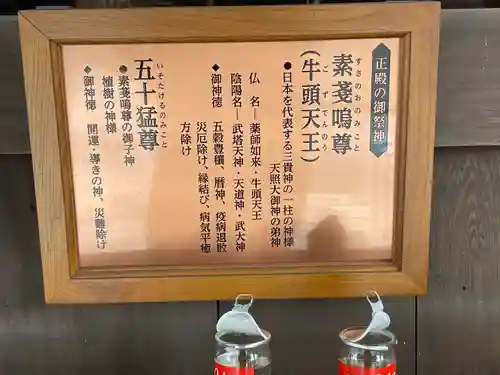 正殿の御祭神
すさのおのみこと
素戔嗚尊
ごずてんのう
(牛頭天王)
●日本を代表する三貴神の一柱の神様
天照大御神の弟神
仏 名―薬師如来・牛頭天王
陰陽名―武塔天神・天道神・武大神
◆御神徳 五穀豊穣、暦神、疫病退散
災厄除け、縁結び、病気平癒
方除け
いそたけるのみこと
五十猛尊
●素戔嗚尊の御子神
植樹の神様
◆御神徳 開運・導きの神、災難除け